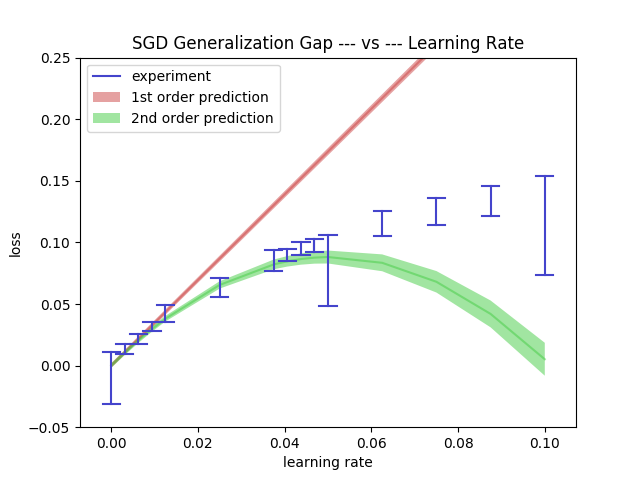 SGD Generalization Gap --- vs --- Learning Rate
experiment
1st order prediction
2nd order prediction
loss
0.25
0.20
0.15
0.10
0.05
0.00
−0.05
0.00 0.02 0.04 0.06 0.08 0.10
learning rate